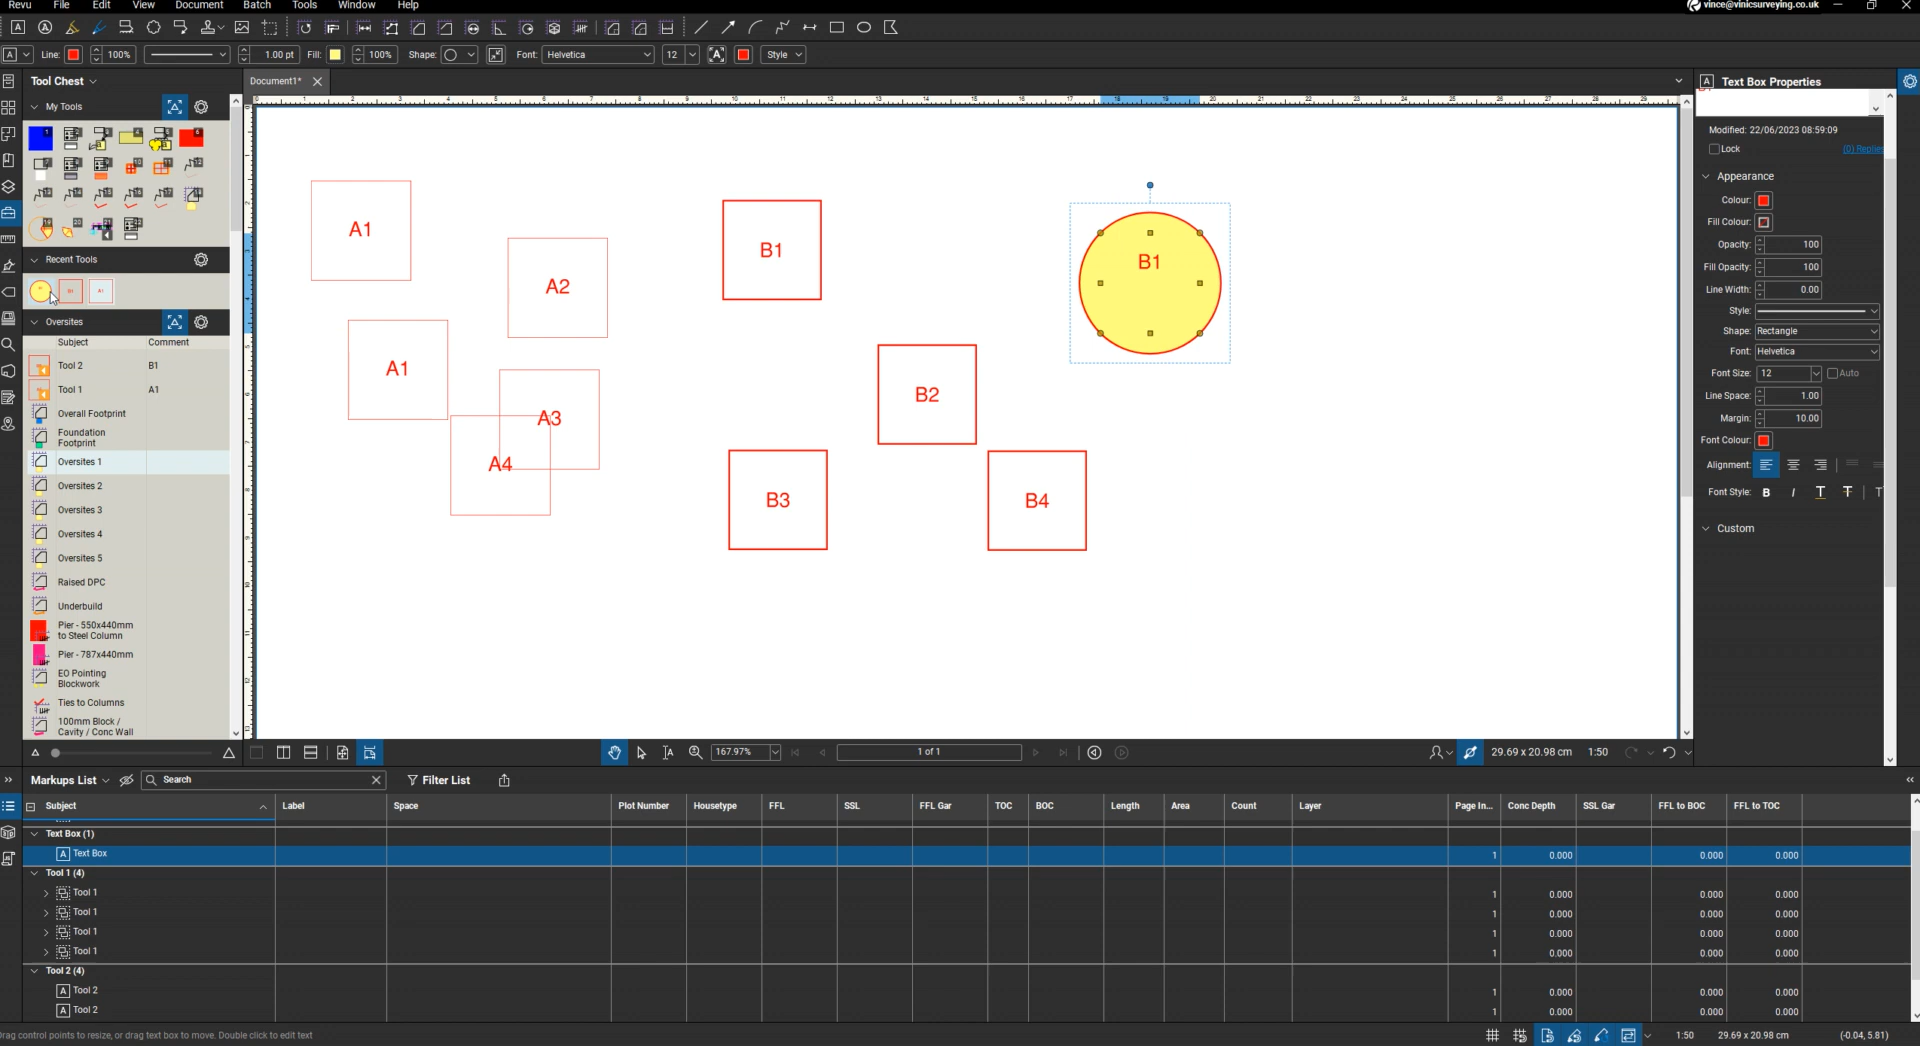 Revu File Edit View Document Batch Tools Window Help vince@vinicsurveying.co.uk
Line: 100% 1.00 pt Fill: 100% Shape: Font: Helvetica 12 Style
Tool Chest
My Tools
Recent Tools
Oversites
Subject Comment
Tool 2 B1
Tool 1 A1
Overall Footprint
Foundation
Footprint
Oversites 1
Oversites 2
Oversites 3
Oversites 4
Oversites 5
Raised DPC
Underbuild
Pier - 550x440mm
to Steel Column
Pier - 787x440mm
EO Pointing
Blockwork
Ties to Columns
100mm Block /
Cavity / Conc Wall
Document1*
A1
A2
A1
A3
A4
B1
B2
B3
B4
B1
167.97% 1 of 1 29.69 x 20.98 cm 1:50
Text Box Properties
Modified: 22/06/2023 08:59:09
Lock (0) Replies
Appearance
Colour:
Fill Colour:
Opacity: 100
Fill Opacity: 100
Line Width: 0.00
Style:
Shape: Rectangle
Font: Helvetica
Font Size: 12 Auto
Line Space: 1.00
Margin: 10.00
Font Colour:
Alignment:
Font Style: B I T T T
Custom
Markups List Search Filter List
Subject Label Space Plot Number Housetype FFL SSL FFL Gar TOC BOC Length Area Count Layer Page In... Conc Depth SSL Gar FFL to BOC FFL to TOC
Text Box (1)
Text Box 1 0.000 0.000 0.000
Tool 1 (4)
Tool 1 1 0.000 0.000 0.000
Tool 1 1 0.000 0.000 0.000
Tool 1 1 0.000 0.000 0.000
Tool 1 1 0.000 0.000 0.000
Tool 2 (4)
Tool 2 1 0.000 0.000 0.000
Tool 2 1 0.000 0.000 0.000
Drag control points to resize, or drag text box to move. Double click to edit text 1:50 29.69 x 20.98 cm (-0.04, 5.81)